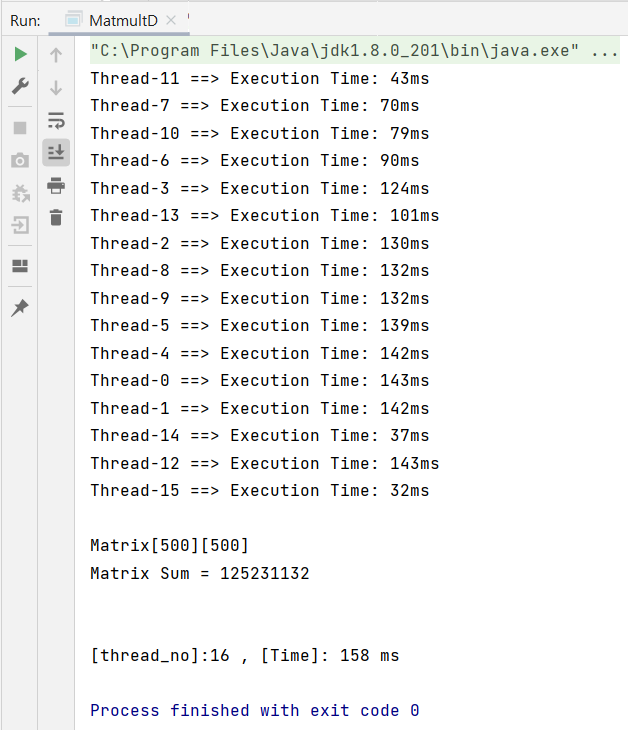 Run: MatmultD
"C:\Program Files\Java\jdk1.8.0_201\bin\java.exe" ...
Thread-11 ==> Execution Time: 43ms
Thread-7 ==> Execution Time: 70ms
Thread-10 ==> Execution Time: 79ms
Thread-6 ==> Execution Time: 90ms
Thread-3 ==> Execution Time: 124ms
Thread-13 ==> Execution Time: 101ms
Thread-2 ==> Execution Time: 130ms
Thread-8 ==> Execution Time: 132ms
Thread-9 ==> Execution Time: 132ms
Thread-5 ==> Execution Time: 139ms
Thread-4 ==> Execution Time: 142ms
Thread-0 ==> Execution Time: 143ms
Thread-1 ==> Execution Time: 142ms
Thread-14 ==> Execution Time: 37ms
Thread-12 ==> Execution Time: 143ms
Thread-15 ==> Execution Time: 32ms
Matrix[500][500]
Matrix Sum = 125231132
[thread_no]:16 , [Time]: 158 ms
Process finished with exit code 0